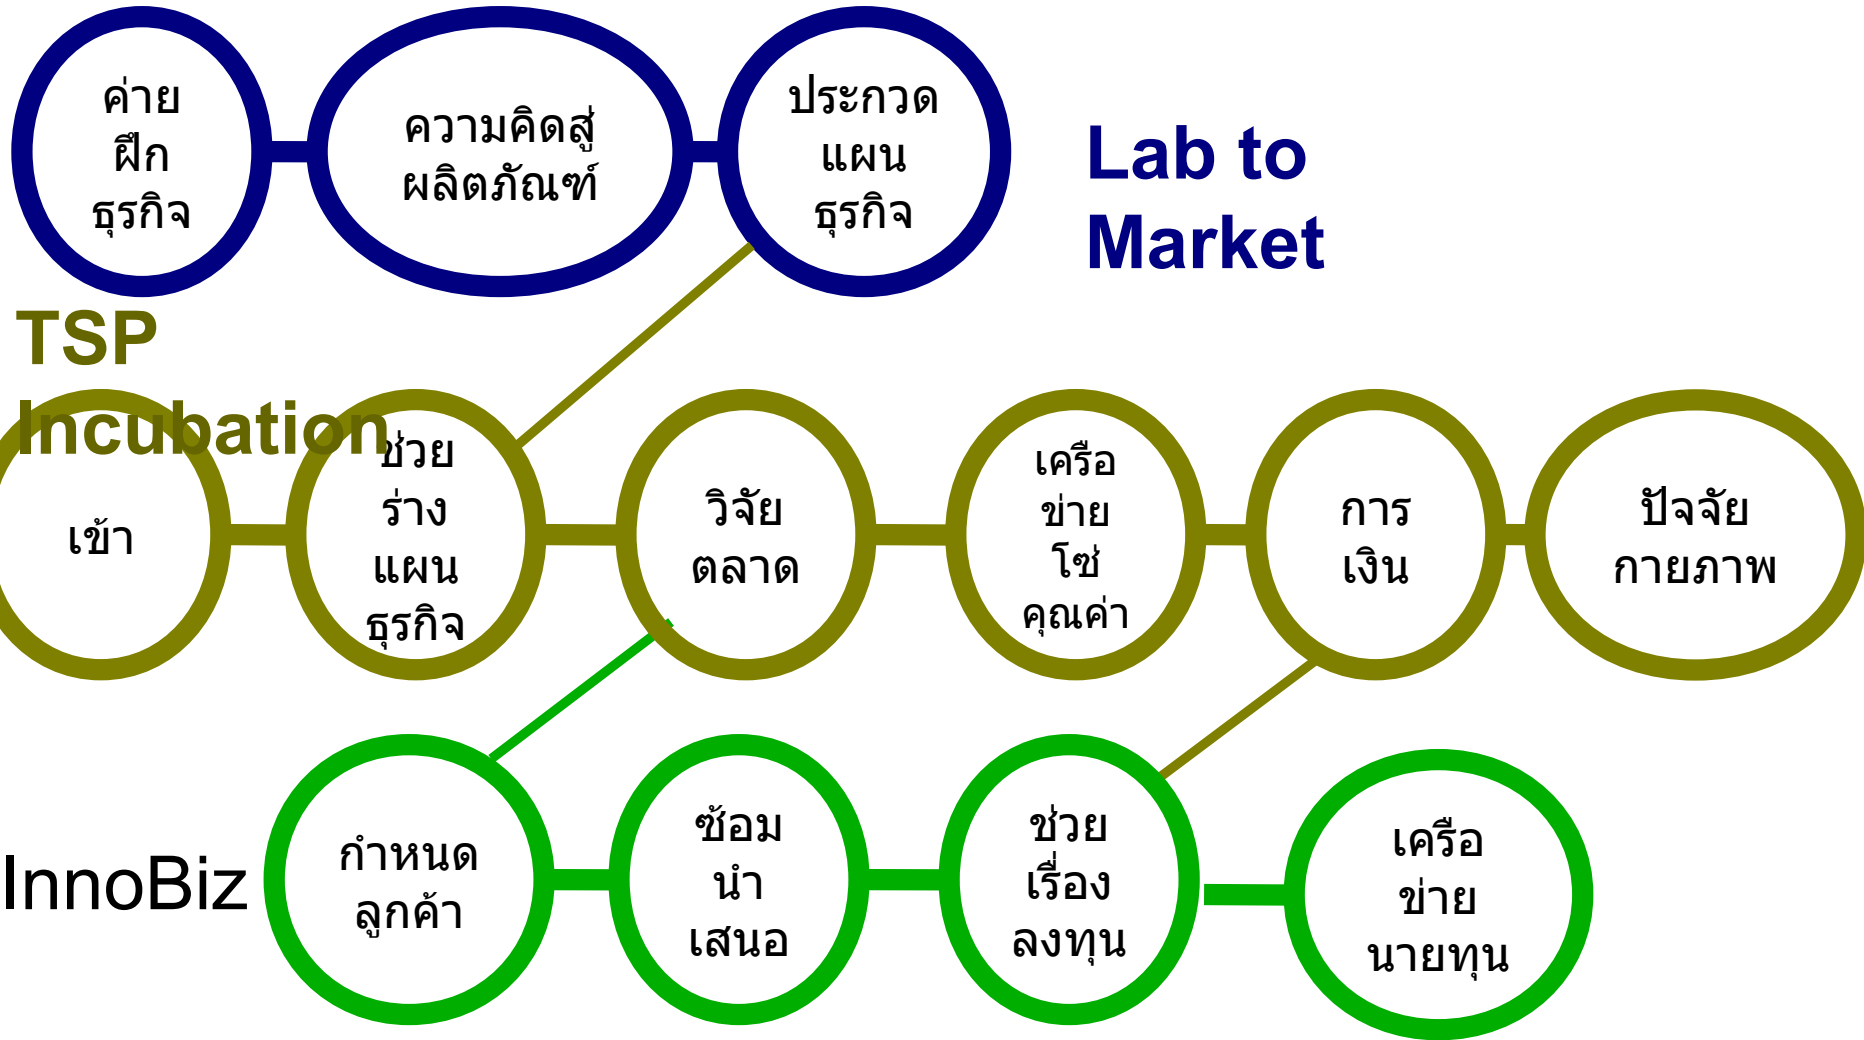 ค่าย
ฝึก
ธุรกิจ
ความคิดสู่
ผลิตภัณฑ์
ประกวด
แผน
ธุรกิจ
Lab to
Market
TSP
Incubation
เข้า
ช่วย
ร่าง
แผน
ธุรกิจ
วิจัย
ตลาด
เครือ
ข่าย
โซ่
คุณค่า
การ
เงิน
ปัจจัย
กายภาพ
InnoBiz
กำหนด
ลูกค้า
ซ้อม
นำ
เสนอ
ช่วย
เรื่อง
ลงทุน
เครือ
ข่าย
นายทุน